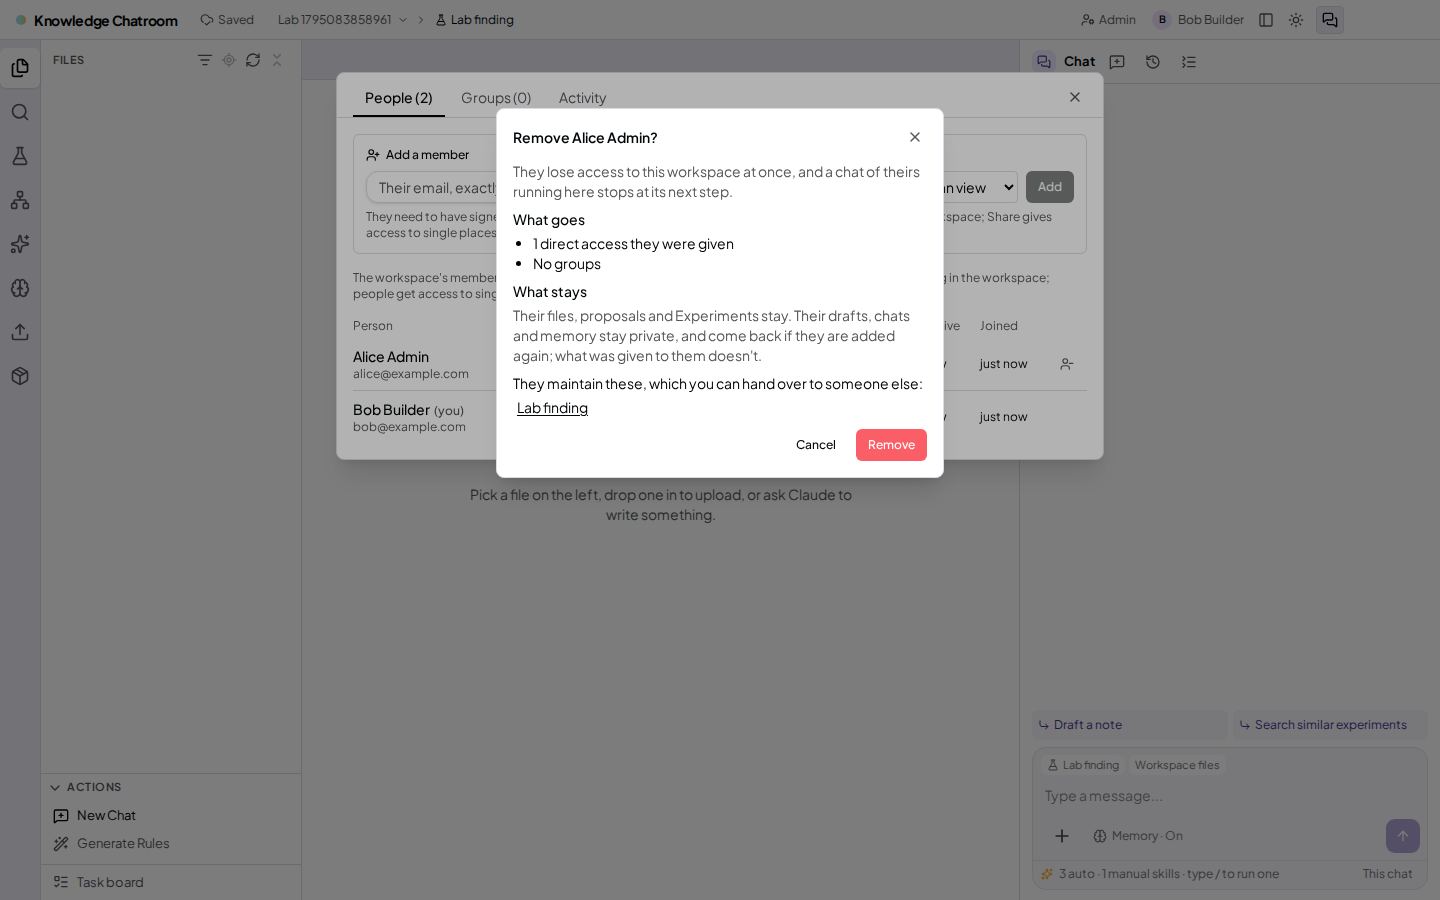 Knowledge Chatroom
Saved
Lab 1795083858961
Lab finding
Admin
B
Bob Builder
FILES
Chat
People (2)
Groups (0)
Activity
Add a member
Their email, exactly
view
Add
They need to have
access to single places
Share gives
The workspace's
in the workspace;
people get access to
Person
Joined
Alice Admin
alice@example.com
just now
Bob Builder (you)
bob@example.com
just now
Remove Alice Admin?
They lose access to this workspace at once, and a chat of theirs
running here stops at its next step.
What goes
1 direct access they were given
No groups
What stays
Their files, proposals and Experiments stay. Their drafts, chats
and memory stay private, and come back if they are added
again; what was given to them doesn't.
They maintain these, which you can hand over to someone else:
Lab finding
Cancel
Remove
Pick a file on the left, drop one in to upload, or ask Claude to
write something.
ACTIONS
New Chat
Generate Rules
Task board
Draft a note
Search similar experiments
Lab finding
Workspace files
Type a message...
Memory · On
3 auto · 1 manual skills · type / to run one
This chat